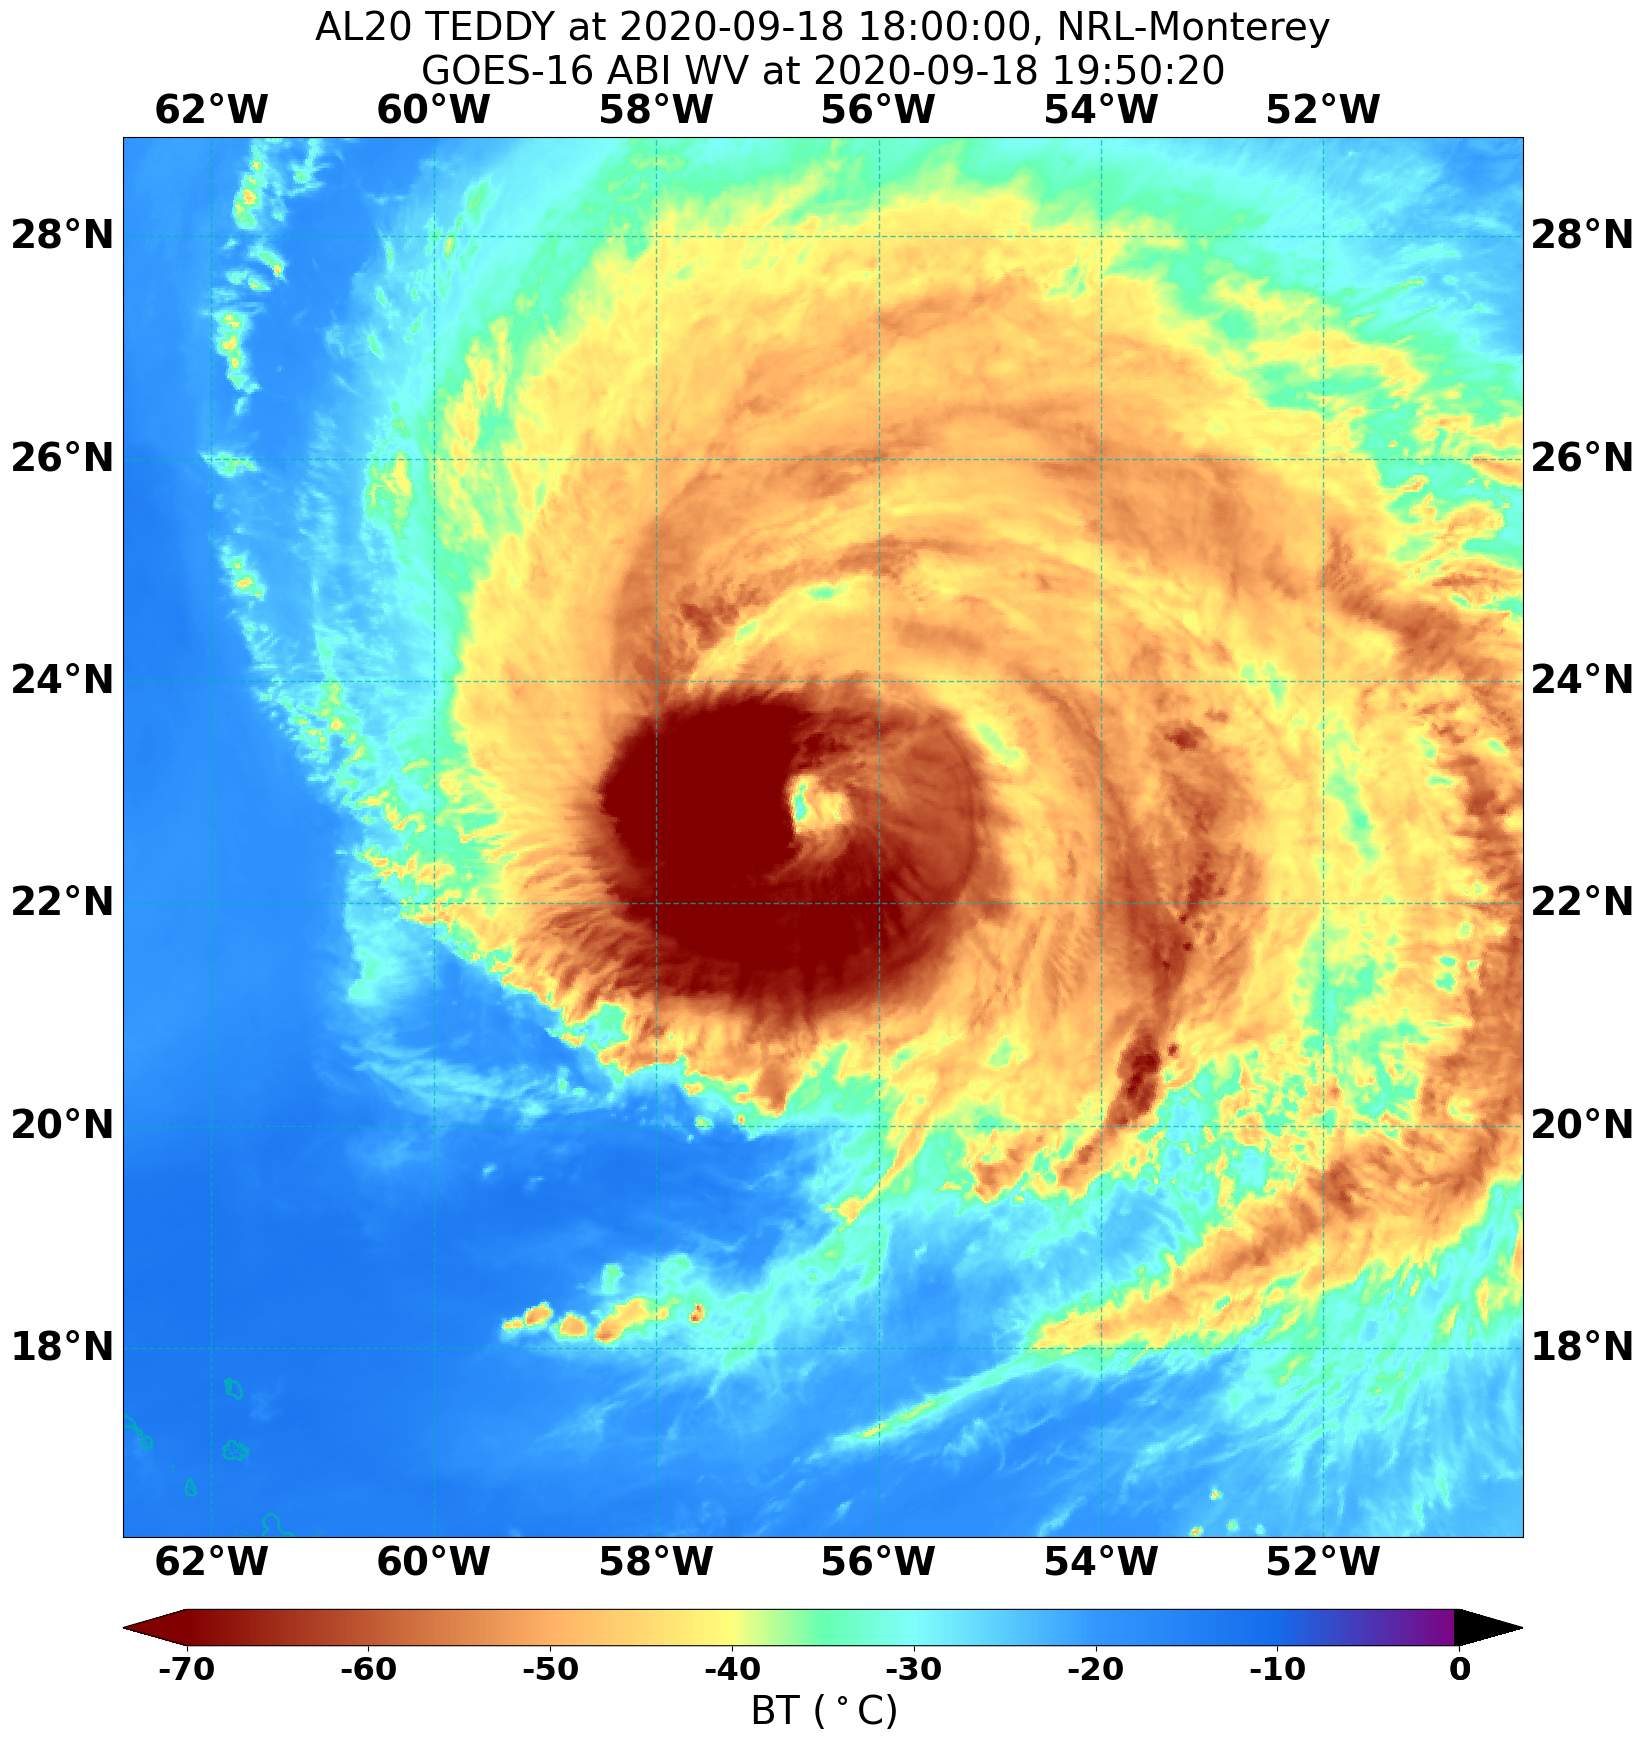 AL20 TEDDY at 2020-09-18 18:00:00, NRL-Monterey
GOES-16 ABI WV at 2020-09-18 19:50:20
62°W 60°W 58°W 56°W 54°W 52°W
28°N 28°N
26°N 26°N
24°N 24°N
22°N 22°N
20°N 20°N
18°N 18°N
62°W 60°W 58°W 56°W 54°W 52°W
-70 -60 -50 -40 -30 -20 -10 0
BT (°C)